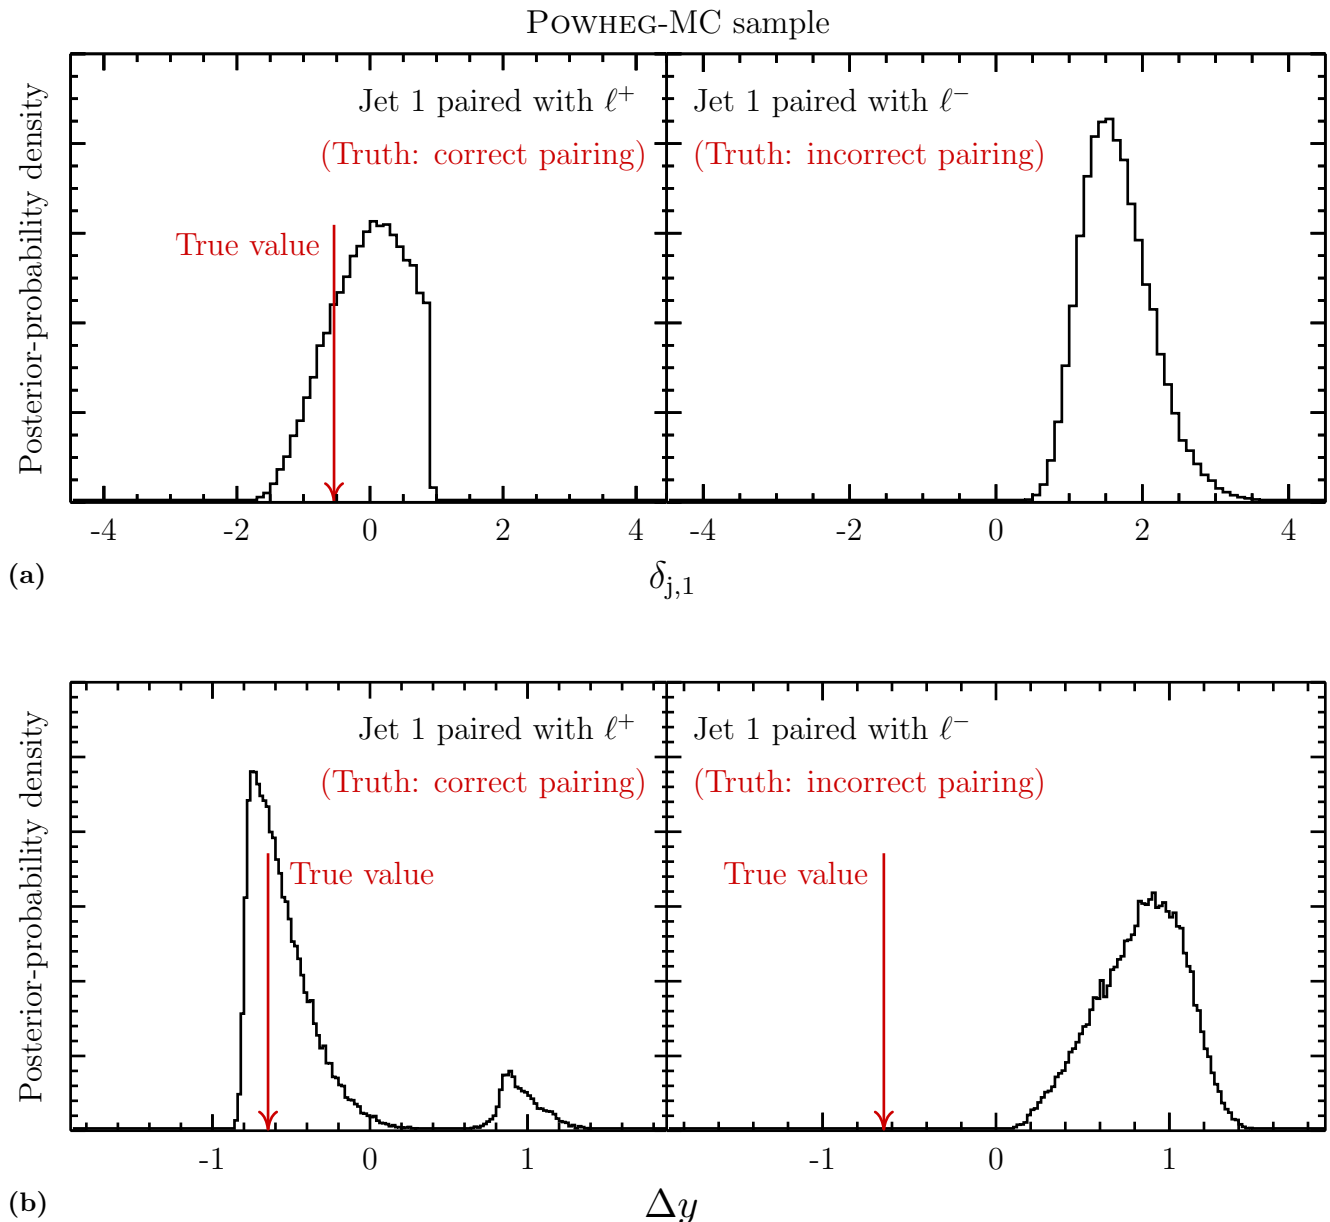 POWHEG-MC sample
Posterior-probability density
Jet 1 paired with ℓ⁺
(Truth: correct pairing)
True value
Jet 1 paired with ℓ⁻
(Truth: incorrect pairing)
-4 -2 0 2 4 -4 -2 0 2 4
(a)
δj,1
Posterior-probability density
Jet 1 paired with ℓ⁺
(Truth: correct pairing)
True value
Jet 1 paired with ℓ⁻
(Truth: incorrect pairing)
True value
-1 0 1 -1 0 1
(b)
Δy